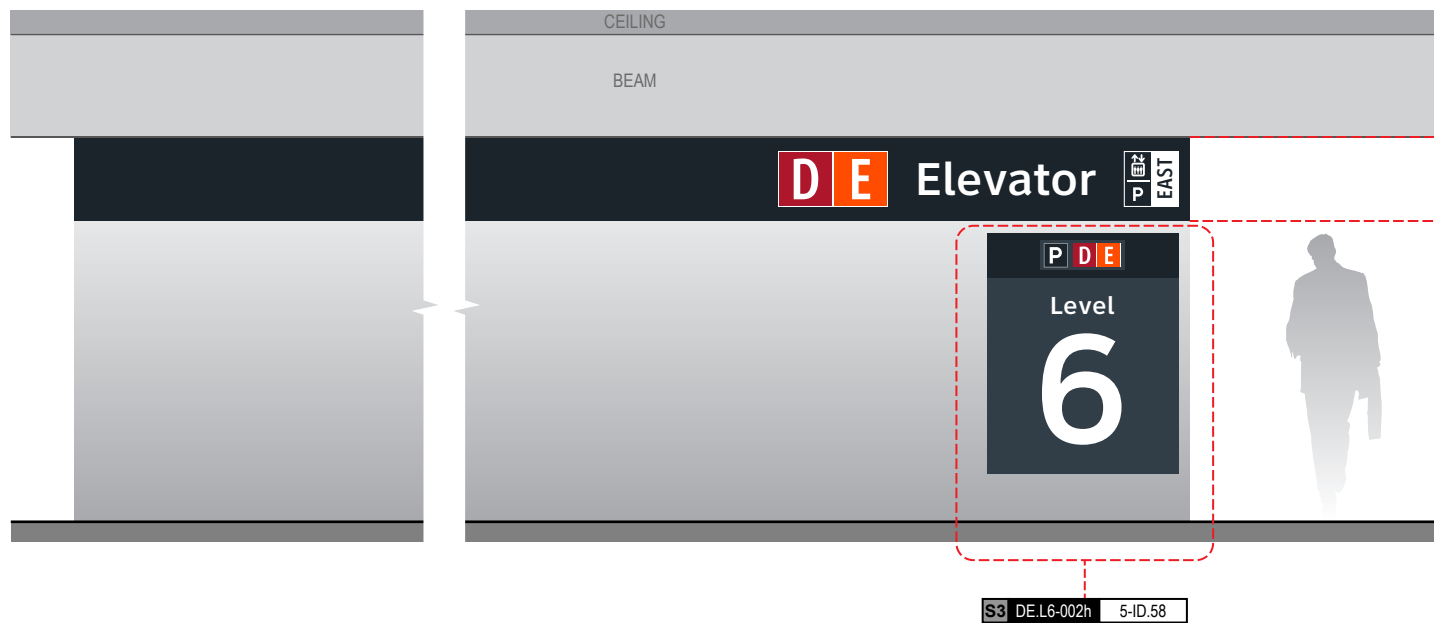 CEILING
BEAM
D E Elevator P EAST
P D E
Level
6
S3 DE.L6-002h 5-ID.58